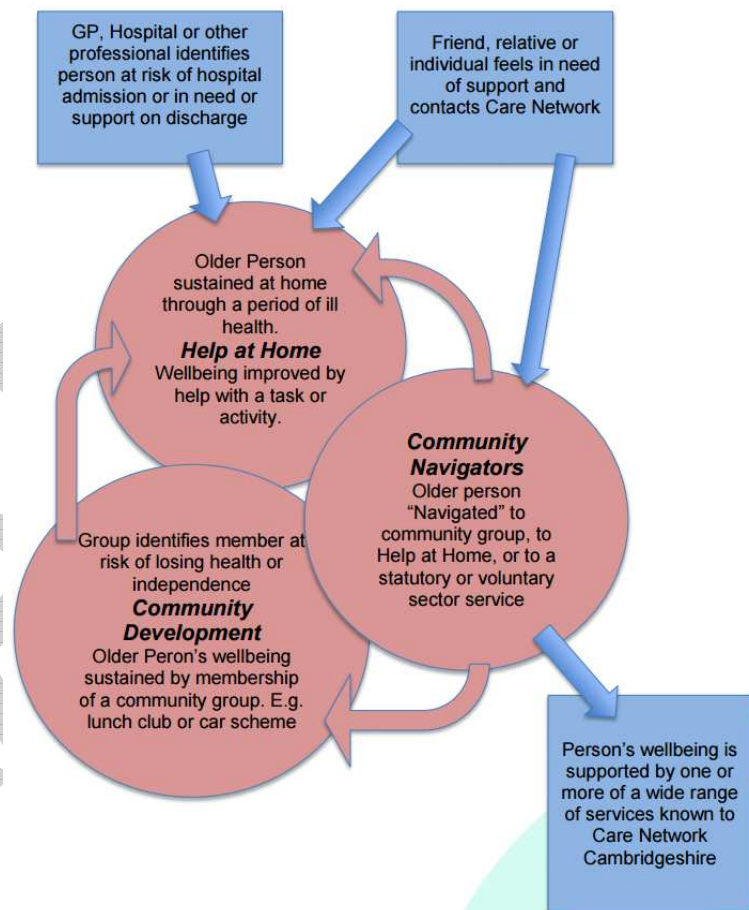 GP, Hospital or other
professional identifies
person at risk of hospital
admission or in need or
support on discharge
Friend, relative or
individual feels in need
of support and
contacts Care Network
Older Person
sustained at home
through a period of ill
health.
Help at Home
Wellbeing improved by
help with a task or
activity.
Community
Navigators
Older person
“Navigated” to
community group, to
Help at Home, or to a
statutory or voluntary
sector service
Group identifies member at
risk of losing health or
independence
Community
Development
Older Peron’s wellbeing
sustained by membership
of a community group. E.g.
lunch club or car scheme
Person’s wellbeing is
supported by one or
more of a wide range
of services known to
Care Network
Cambridgeshire